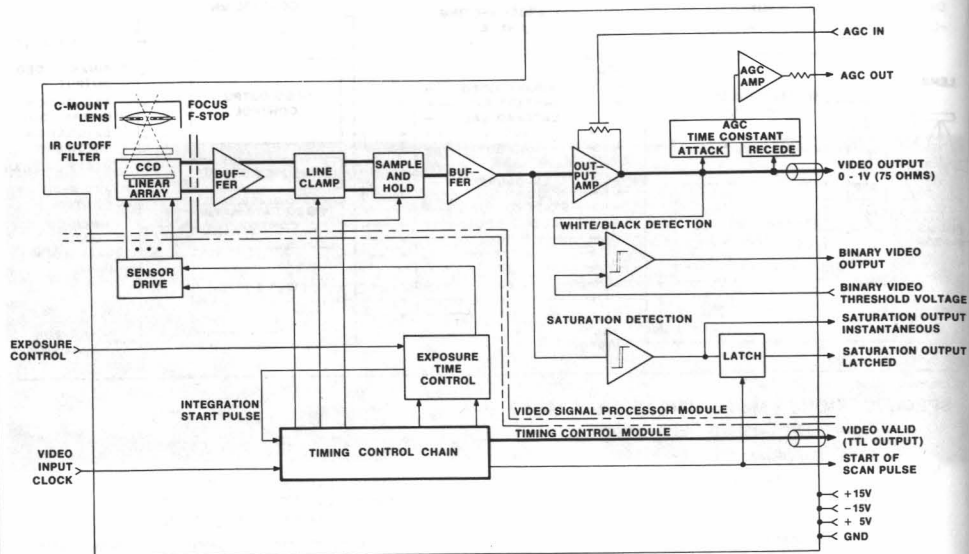 AGC IN
AGC AMP
AGC OUT
C-MOUNT LENS
FOCUS F-STOP
IR CUTOFF FILTER
CCD
LINEAR ARRAY
BUF-FER
LINE CLAMP
SAMPLE AND HOLD
BUF-FER
OUT-PUT AMP
AGC TIME CONSTANT
ATTACK
RECEDE
VIDEO OUTPUT
0 - 1V (75 OHMS)
WHITE/BLACK DETECTION
BINARY VIDEO OUTPUT
BINARY VIDEO THRESHOLD VOLTAGE
SENSOR DRIVE
SATURATION DETECTION
SATURATION OUTPUT INSTANTANEOUS
EXPOSURE CONTROL
EXPOSURE TIME CONTROL
LATCH
SATURATION OUTPUT LATCHED
INTEGRATION START PULSE
VIDEO SIGNAL PROCESSOR MODULE
TIMING CONTROL MODULE
VIDEO VALID (TTL OUTPUT)
VIDEO INPUT CLOCK
TIMING CONTROL CHAIN
START OF SCAN PULSE
+ 15V
- 15V
+ 5V
GND